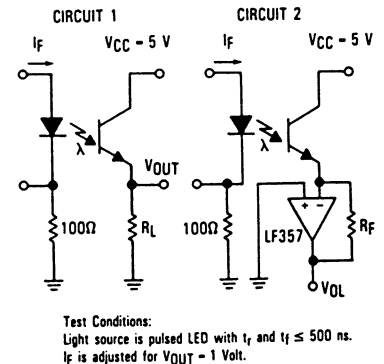 CIRCUIT 1
CIRCUIT 2
IF
VCC = 5 V
IF
VCC = 5 V
λ
λ
VOUT
100Ω
RL
100Ω
+ −
LF357
RF
VOL
Test Conditions:
Light source is pulsed LED with tr and tf ≤ 500 ns.
IF is adjusted for VOUT = 1 Volt.